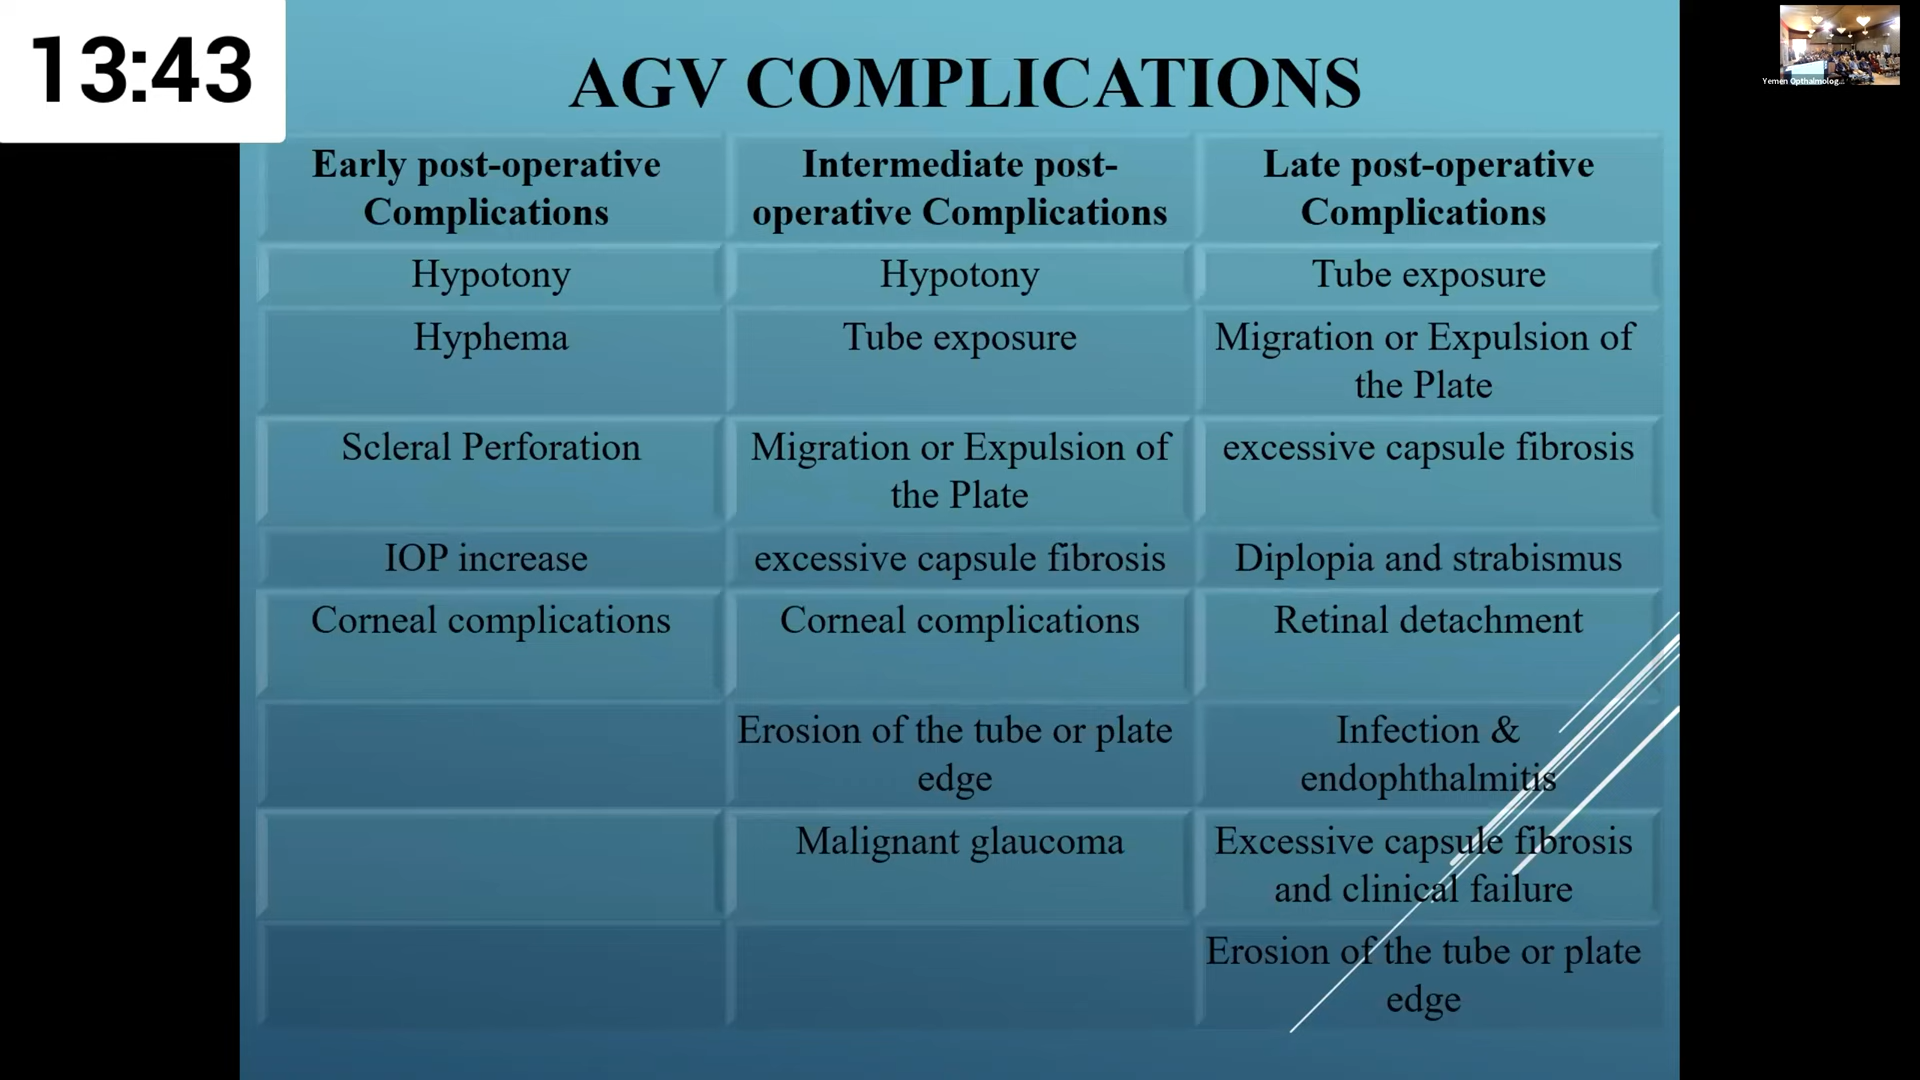 13:43
Yemen Opthalmolog...
AGV COMPLICATIONS
Early post-operative
Complications
Intermediate post-
operative Complications
Late post-operative
Complications
Hypotony
Hypotony
Tube exposure
Hyphema
Tube exposure
Migration or Expulsion of
the Plate
Scleral Perforation
Migration or Expulsion of
the Plate
excessive capsule fibrosis
IOP increase
excessive capsule fibrosis
Diplopia and strabismus
Corneal complications
Corneal complications
Retinal detachment
Erosion of the tube or plate
edge
Infection &
endophthalmitis
Malignant glaucoma
Excessive capsule fibrosis
and clinical failure
Erosion of the tube or plate
edge